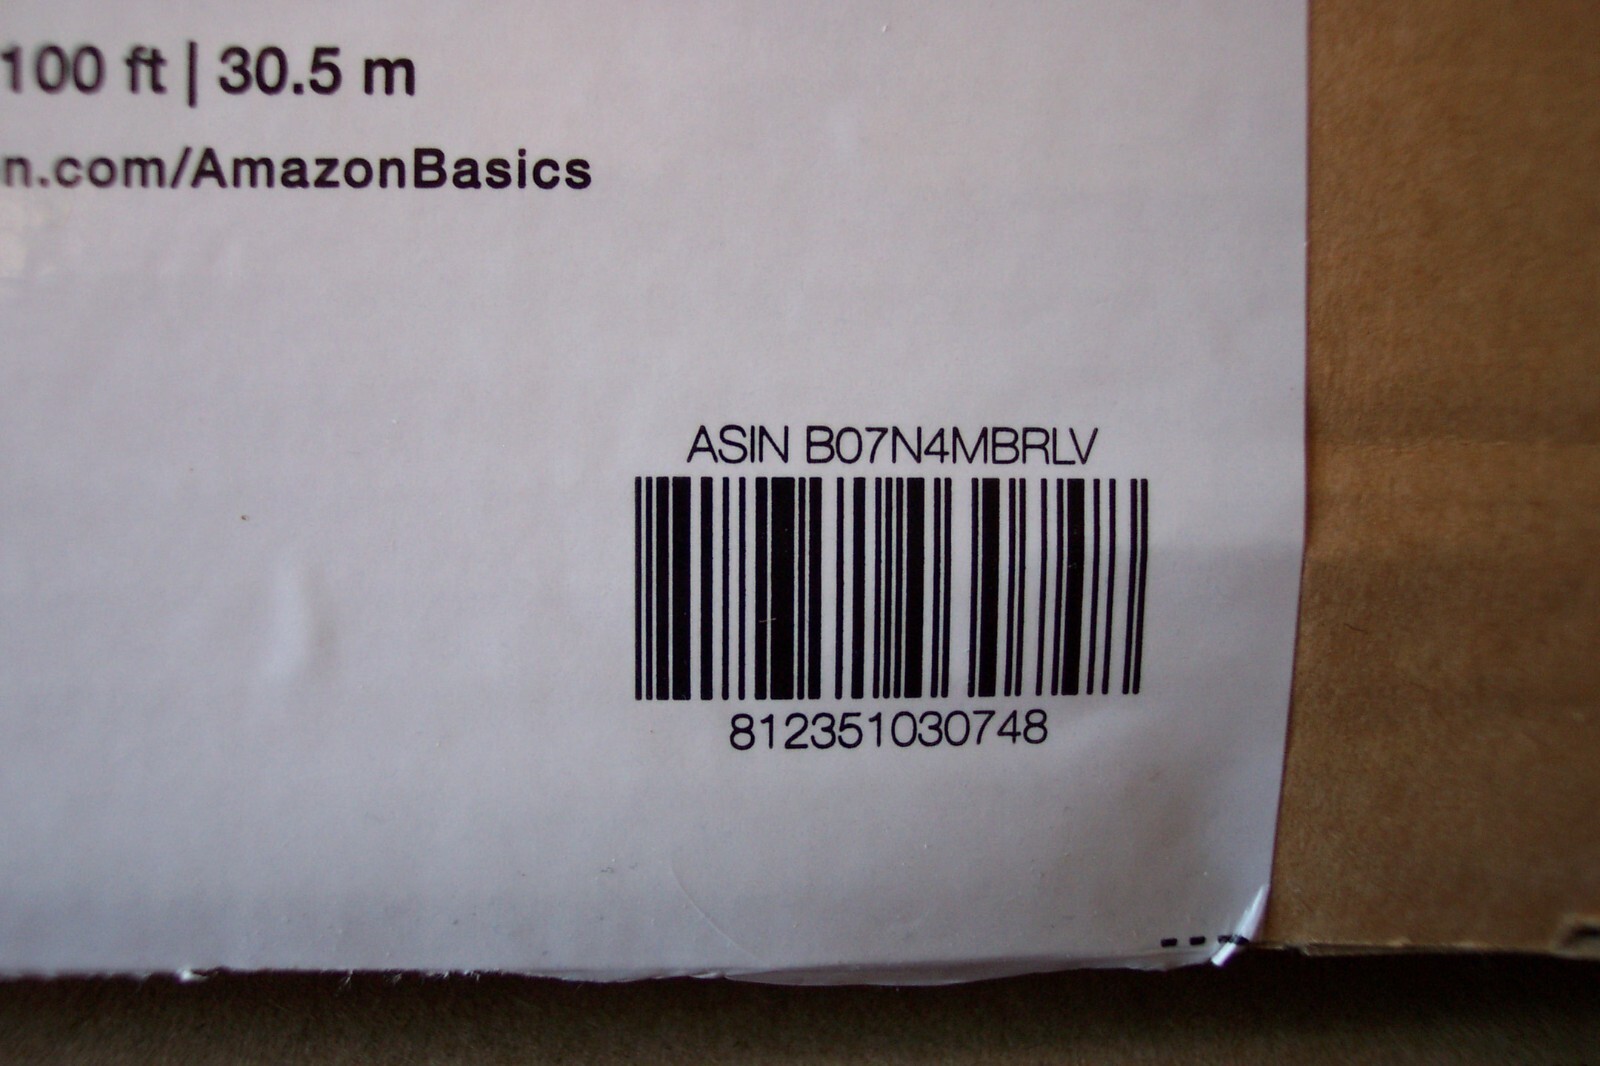 100 ft | 30.5 m
n.com/AmazonBasics
ASIN B07N4MBRLV
812351030748